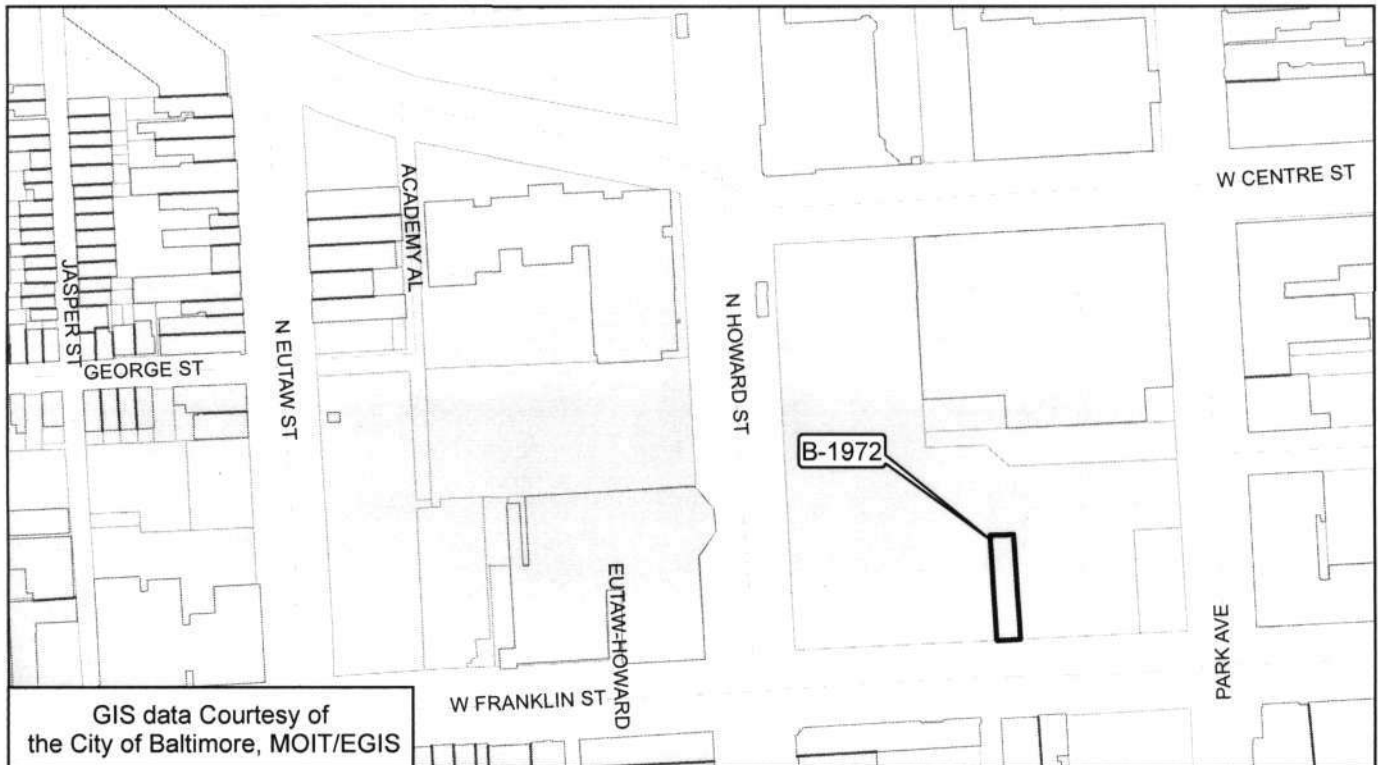 W CENTRE ST
ACADEMY AL
JASPER ST
N EUTAW ST
N HOWARD ST
GEORGE ST
B-1972
EUTAW-HOWARD
PARK AVE
W FRANKLIN ST
GIS data Courtesy of
the City of Baltimore, MOIT/EGIS